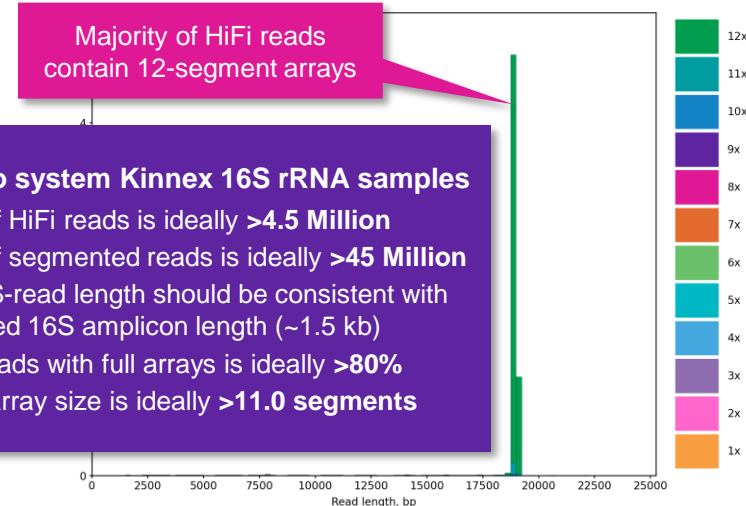 Majority of HiFi reads
contain 12-segment arrays
4
system Kinnex 16S rRNA samples
HiFi reads is ideally >4.5 Million
segmented reads is ideally >45 Million
S-read length should be consistent with
16S amplicon length (~1.5 kb)
with full arrays is ideally >80%
array size is ideally >11.0 segments
0
0 2500 5000 7500 10000 12500 15000 17500 20000 22500 25000
Read length, bp
12x
11x
10x
9x
8x
7x
6x
5x
4x
3x
2x
1x